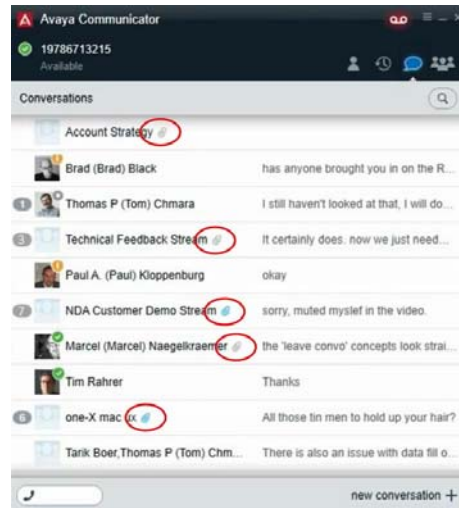 Avaya Communicator
19786713215
Available
Conversations
Account Strategy
Brad (Brad) Black has anyone brought you in on the R...
1 Thomas P (Tom) Chmara I still haven't looked at that, I will do...
3 Technical Feedback Stream It certainly does. now we just need...
Paul A. (Paul) Kloppenburg okay
7 NDA Customer Demo Stream sorry, muted myslef in the video.
Marcel (Marcel) Naegelkraemer the 'leave convo' concepts look strai...
Tim Rahrer Thanks
6 one-X mac ux All those tin men to hold up your hair?
Tarik Boer,Thomas P (Tom) Chm... There is also an issue with data fill o...
new conversation +